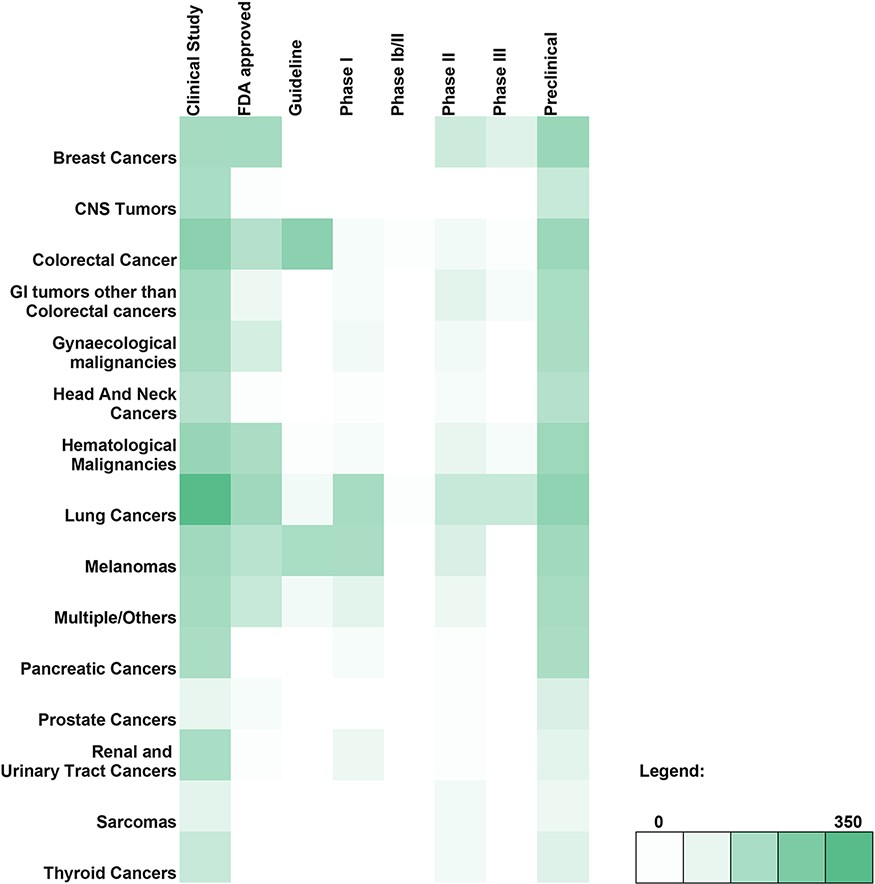 Clinical Study
FDA approved
Guideline
Phase I
Phase Ib/II
Phase II
Phase III
Preclinical
Breast Cancers
CNS Tumors
Colorectal Cancer
GI tumors other than
Colorectal cancers
Gynaecological
malignancies
Head And Neck
Cancers
Hematological
Malignancies
Lung Cancers
Melanomas
Multiple/Others
Pancreatic Cancers
Prostate Cancers
Renal and
Urinary Tract Cancers
Sarcomas
Thyroid Cancers
Legend:
0 350